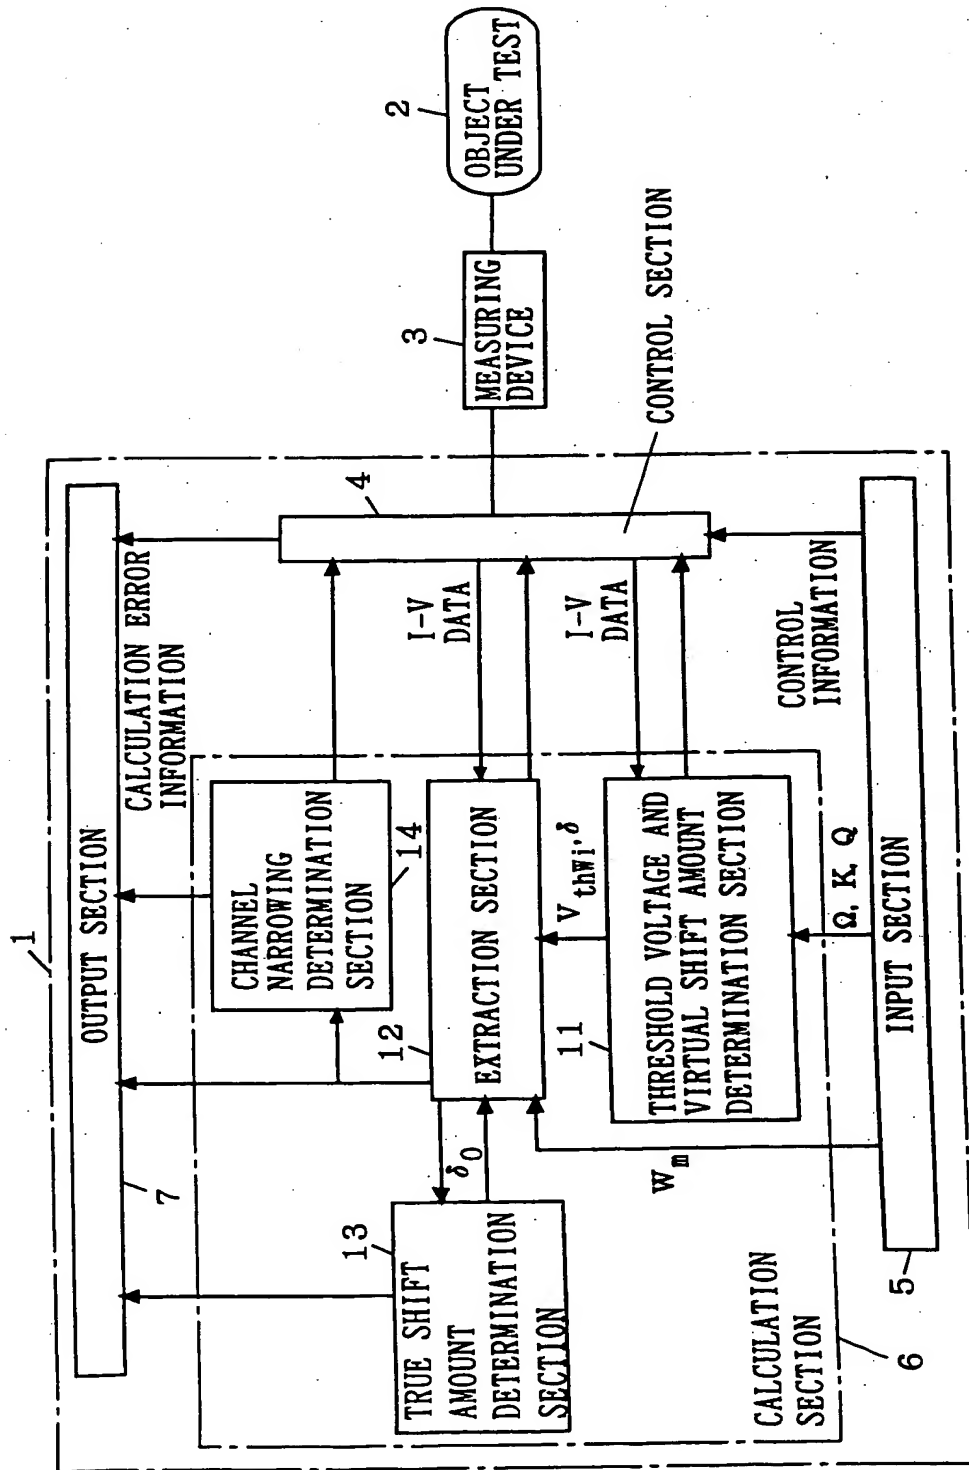 1
OUTPUT SECTION
7
CALCULATION ERROR
INFORMATION
CHANNEL
NARROWING
DETERMINATION
SECTION
14
13
TRUE SHIFT
AMOUNT
DETERMINATION
SECTION
δ0
12
EXTRACTION SECTION
I-V
DATA
4
CONTROL SECTION
3
MEASURING
DEVICE
2
OBJECT
UNDER TEST
Vthwi,δ
11
THRESHOLD VOLTAGE AND
VIRTUAL SHIFT AMOUNT
DETERMINATION SECTION
I-V
DATA
Wm
Ω, K, Q
CONTROL
INFORMATION
CALCULATION
SECTION
6
5
INPUT SECTION